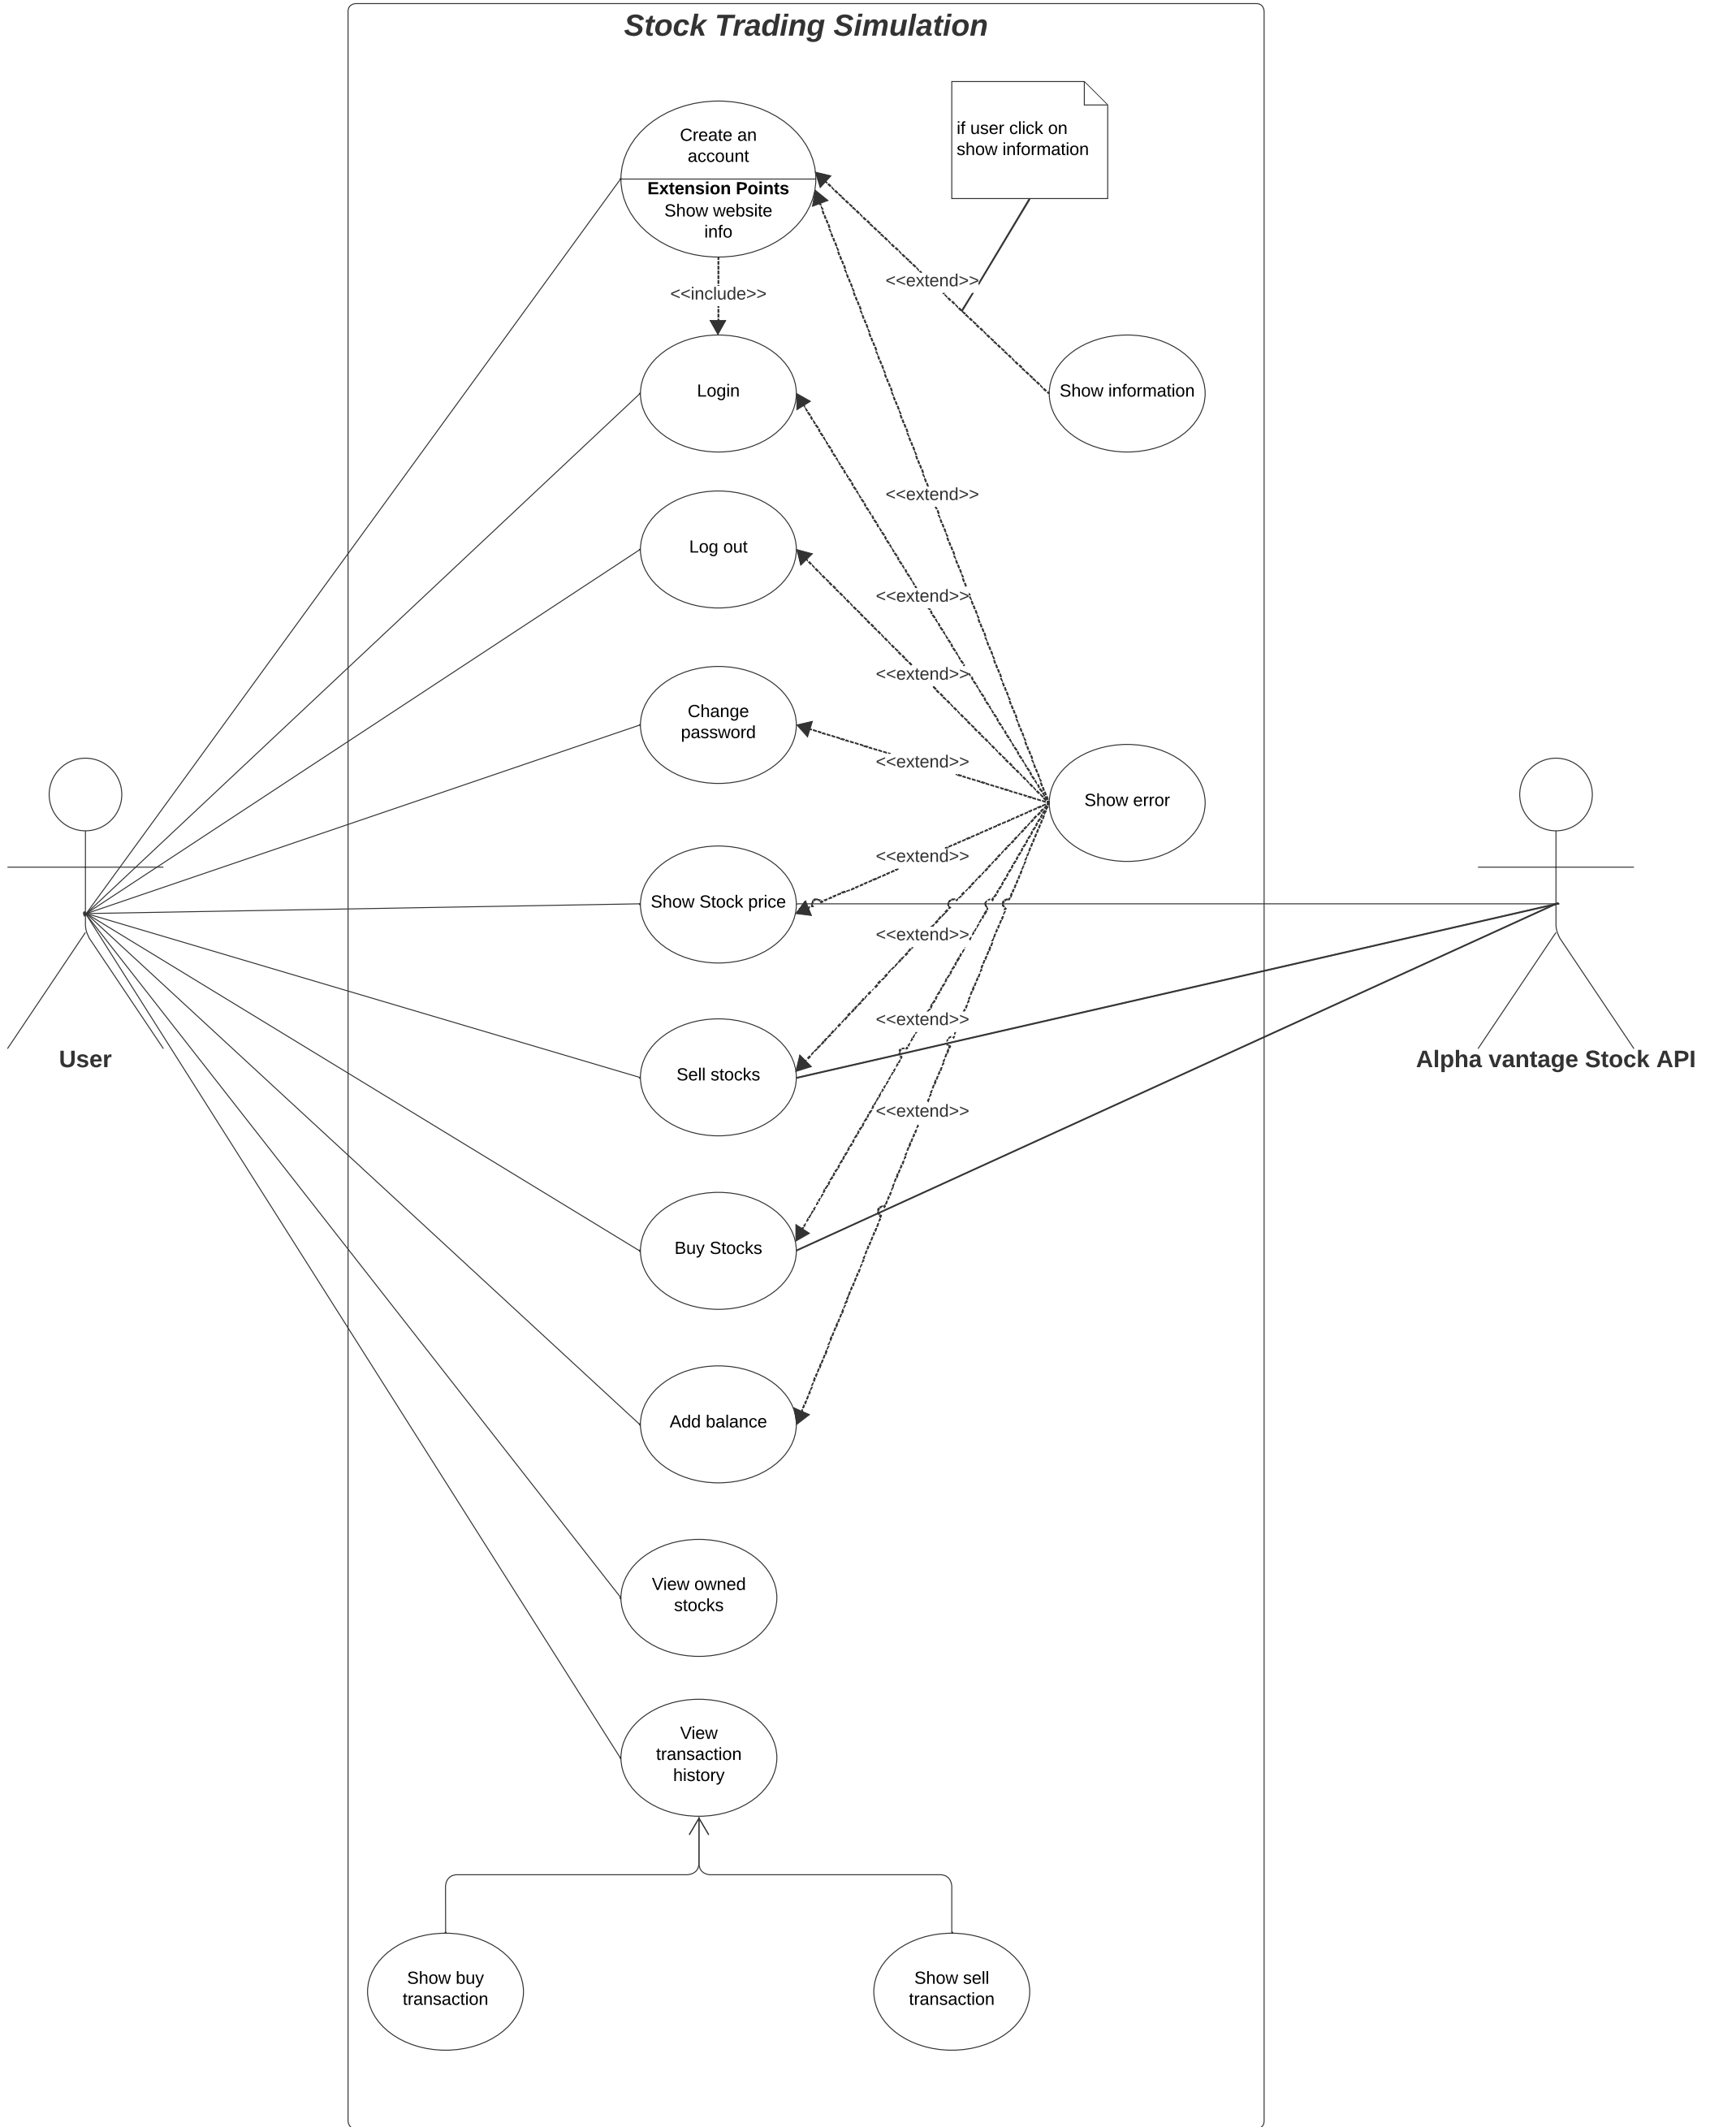 Stock Trading Simulation
if user click on
show information
Create an
account
Extension Points
Show website
info
<<extend>>
<<include>>
Login
Show information
<<extend>>
Log out
<<extend>>
<<extend>>
Change
password
<<extend>>
Show error
<<extend>>
Show Stock price
<<extend>>
<<extend>>
User
Alpha vantage Stock API
Sell stocks
<<extend>>
Buy Stocks
Add balance
View owned
stocks
View
transaction
history
Show buy
transaction
Show sell
transaction